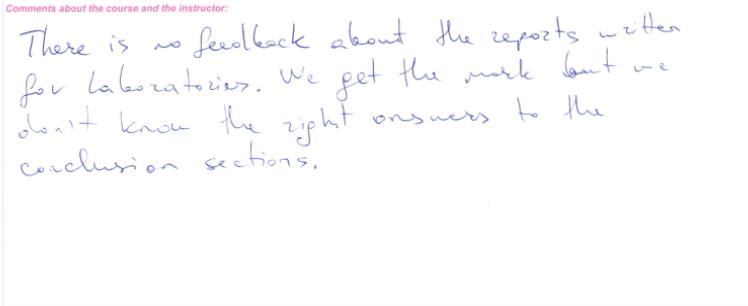 Comments about the course and the instructor:
There is no feedback about the reports written
for laboratories. We get the mark but we
don't know the right answers to the
conclusion sections.